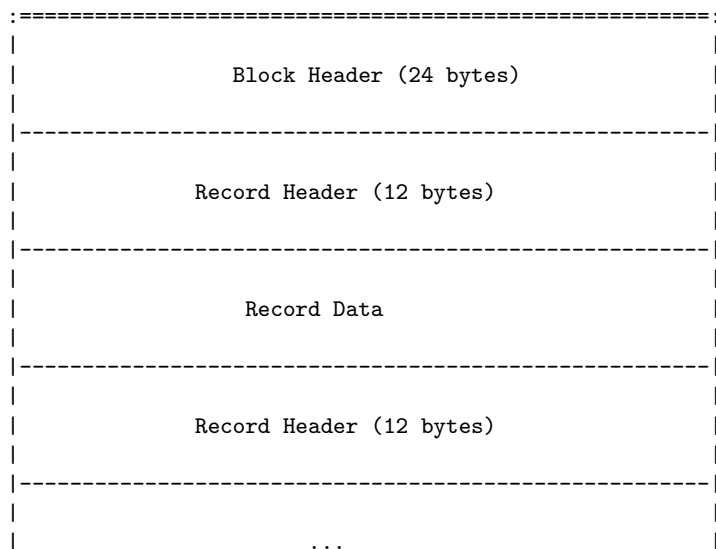 :=======================================================:
|                                                       |
|                 Block Header (24 bytes)               |
|                                                       |
|-------------------------------------------------------|
|                                                       |
|              Record Header (12 bytes)                 |
|                                                       |
|-------------------------------------------------------|
|                                                       |
|                  Record Data                          |
|                                                       |
|-------------------------------------------------------|
|                                                       |
|              Record Header (12 bytes)                 |
|                                                       |
|-------------------------------------------------------|
|                                                       |
|                       ...                             |